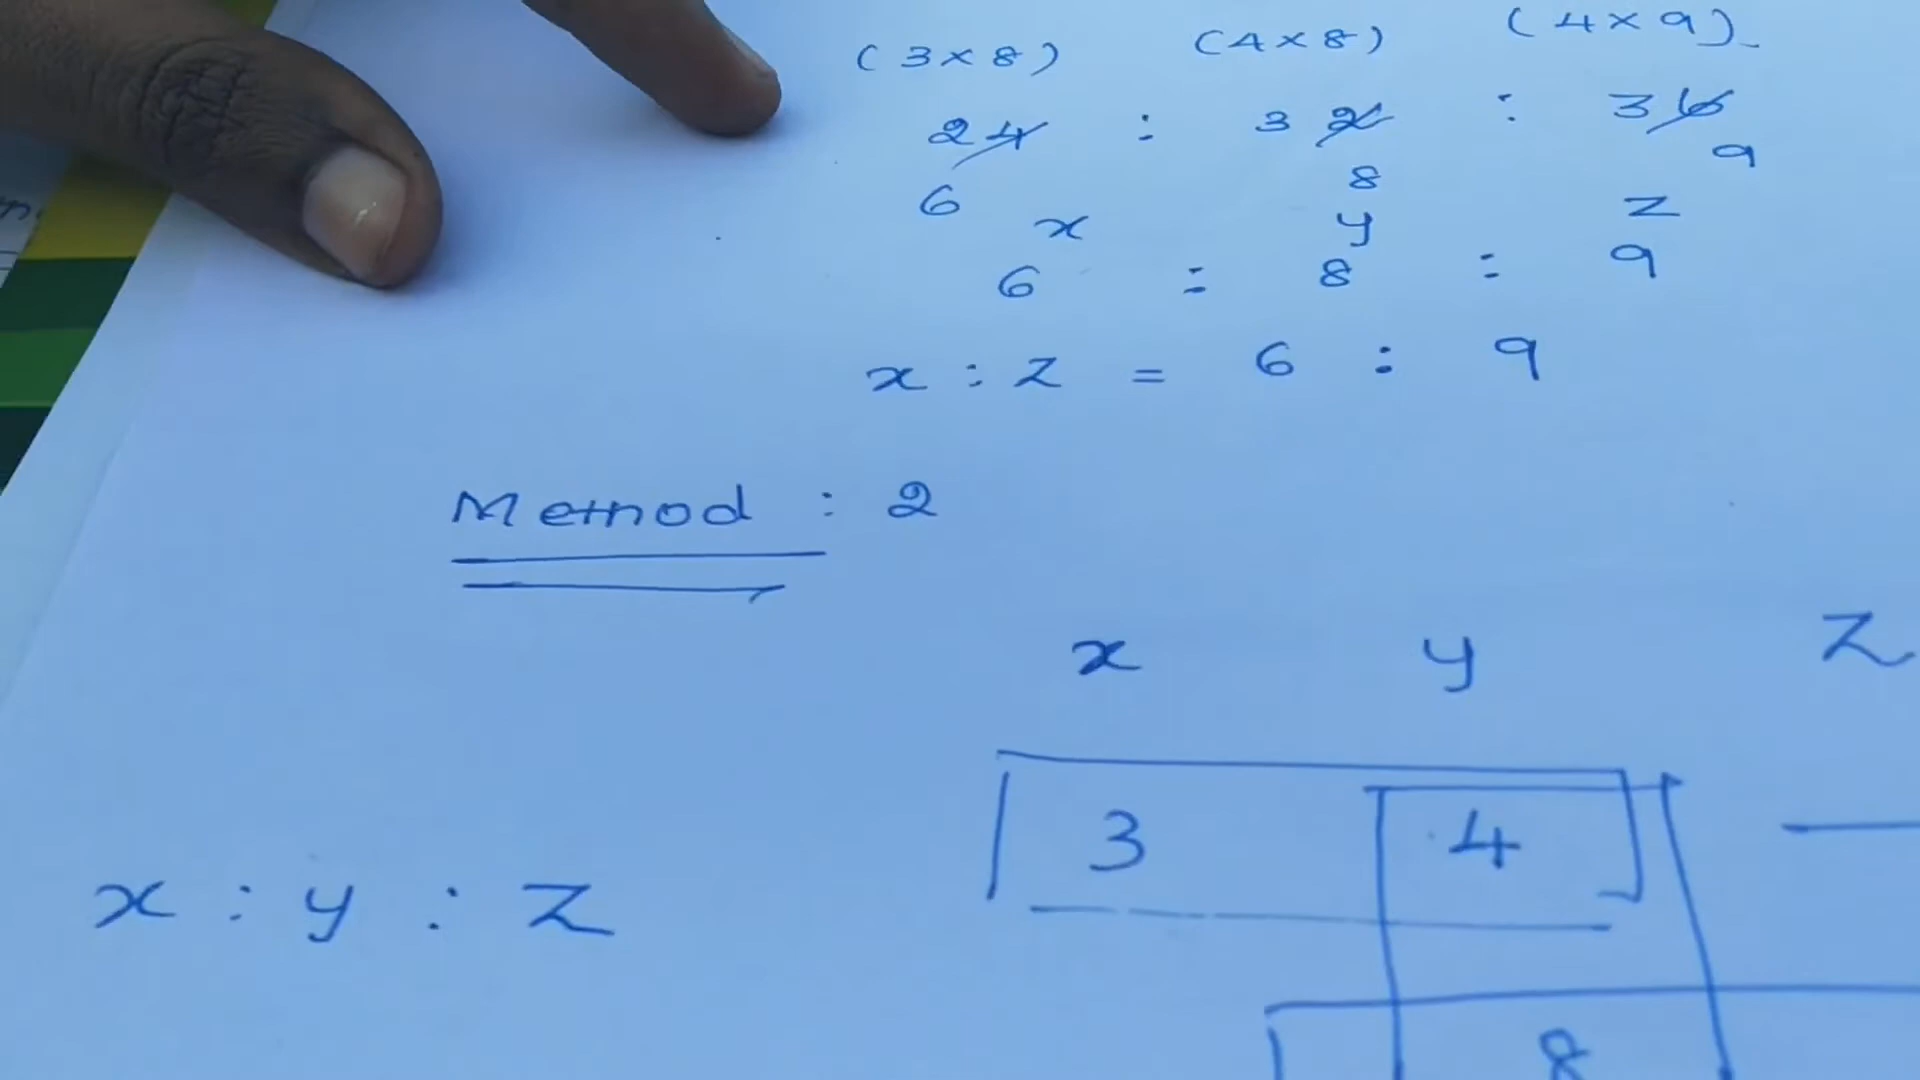 (3×8) (4×8) (4×9)
24 : 32 : 36
6 8 9
x y z
6 : 8 : 9
x : z = 6 : 9
Method : 2
x y z
3 4
x : y : z
8